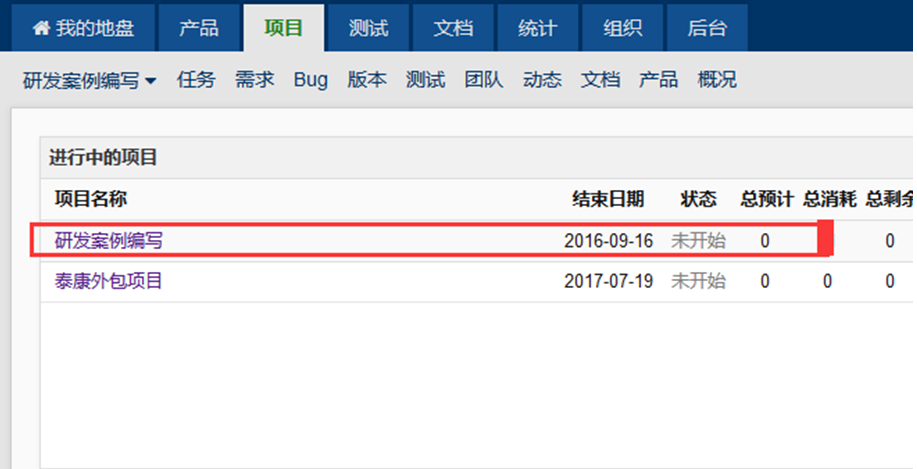 我的地盘 产品 项目 测试 文档 统计 组织 后台
研发案例编写 任务 需求 Bug 版本 测试 团队 动态 文档 产品 概况
进行中的项目
项目名称 结束日期 状态 总预计 总消耗 总剩余
研发案例编写 2016-09-16 未开始 0 0
泰康外包项目 2017-07-19 未开始 0 0 0